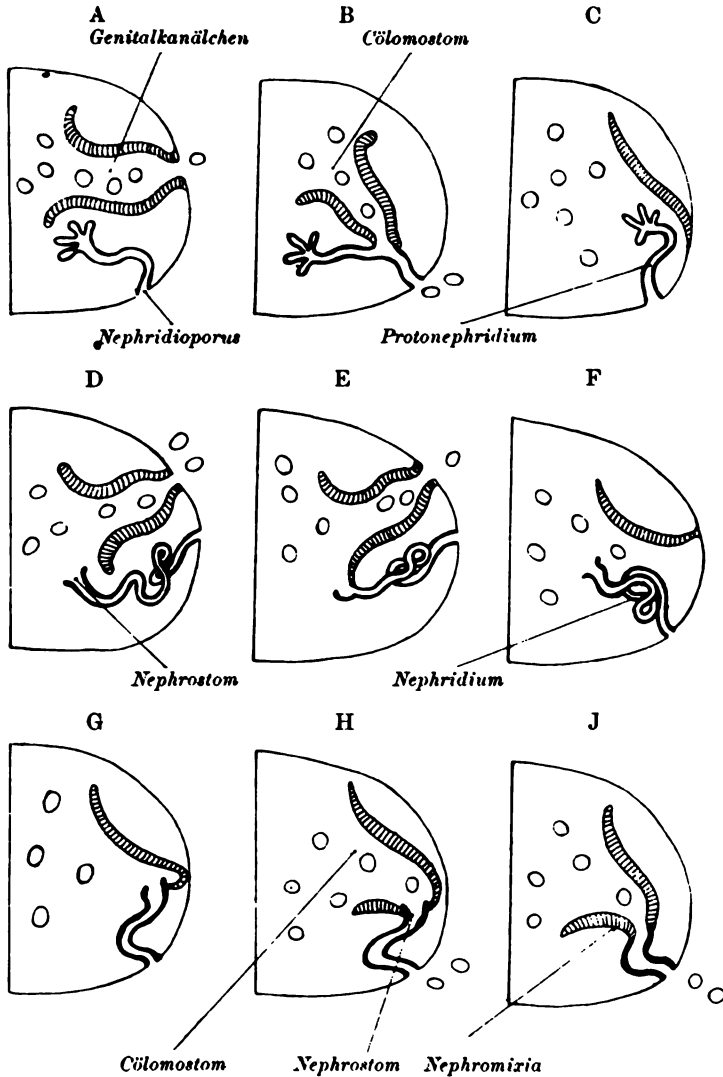 A B C
Genitalkanälchen Cölomostom
Nephridioporus Protonephridium
D E F
Nephrostom Nephridium
G H J
Cölomostom Nephrostom Nephromixia